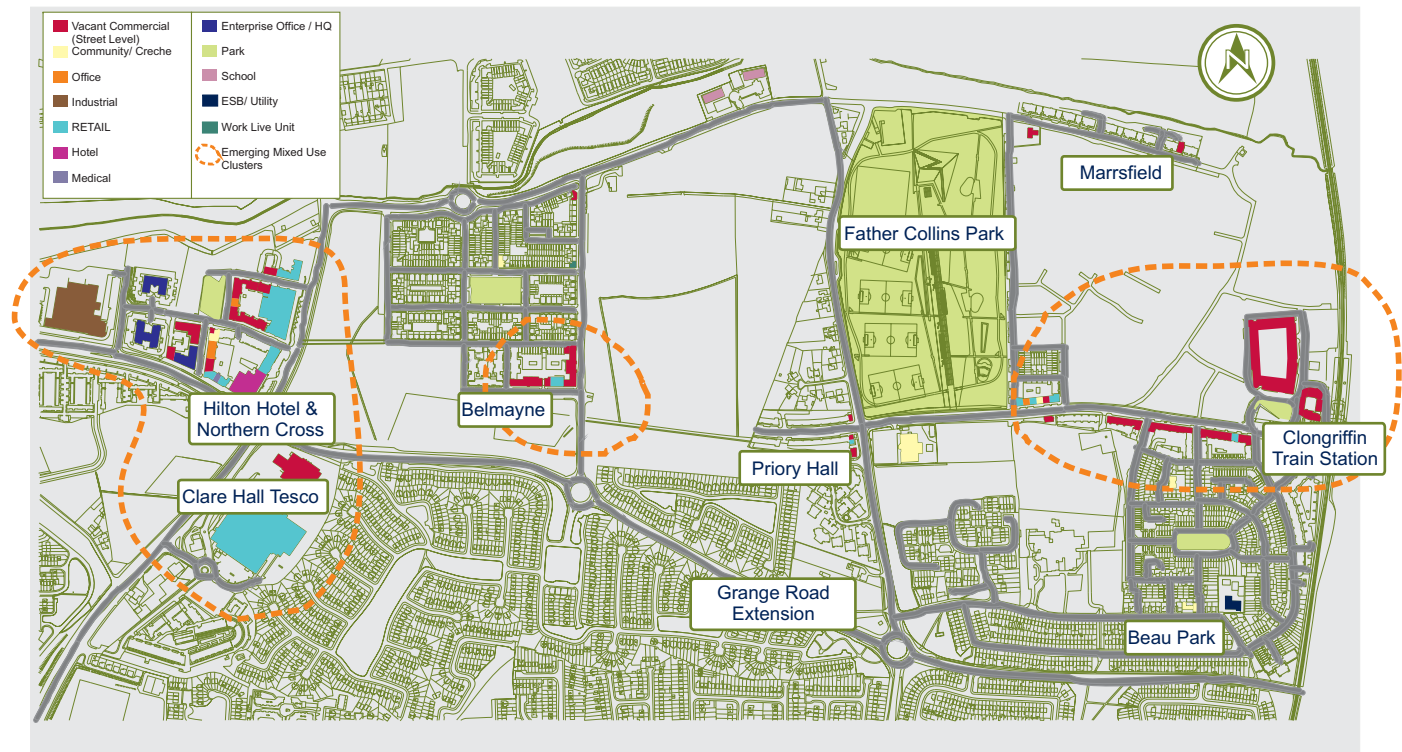 Vacant Commercial
(Street Level)
Community/ Creche
Office
Industrial
RETAIL
Hotel
Medical
Enterprise Office / HQ
Park
School
ESB/ Utility
Work Live Unit
Emerging Mixed Use
Clusters
N
Marrsfield
Father Collins Park
Hilton Hotel &
Northern Cross
Belmayne
Clongriffin
Train Station
Priory Hall
Clare Hall Tesco
Grange Road
Extension
Beau Park